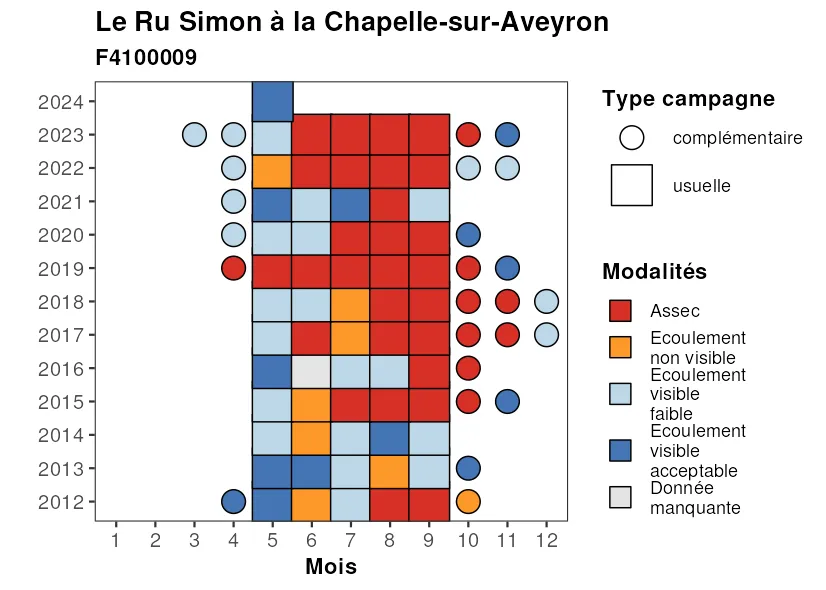 Le Ru Simon à la Chapelle-sur-Aveyron
F4100009
2024
2023
2022
2021
2020
2019
2018
2017
2016
2015
2014
2013
2012
1 2 3 4 5 6 7 8 9 10 11 12
Mois
Type campagne
complémentaire
usuelle
Modalités
Assec
Ecoulement
non visible
Ecoulement
visible
faible
Ecoulement
visible
acceptable
Donnée
manquante